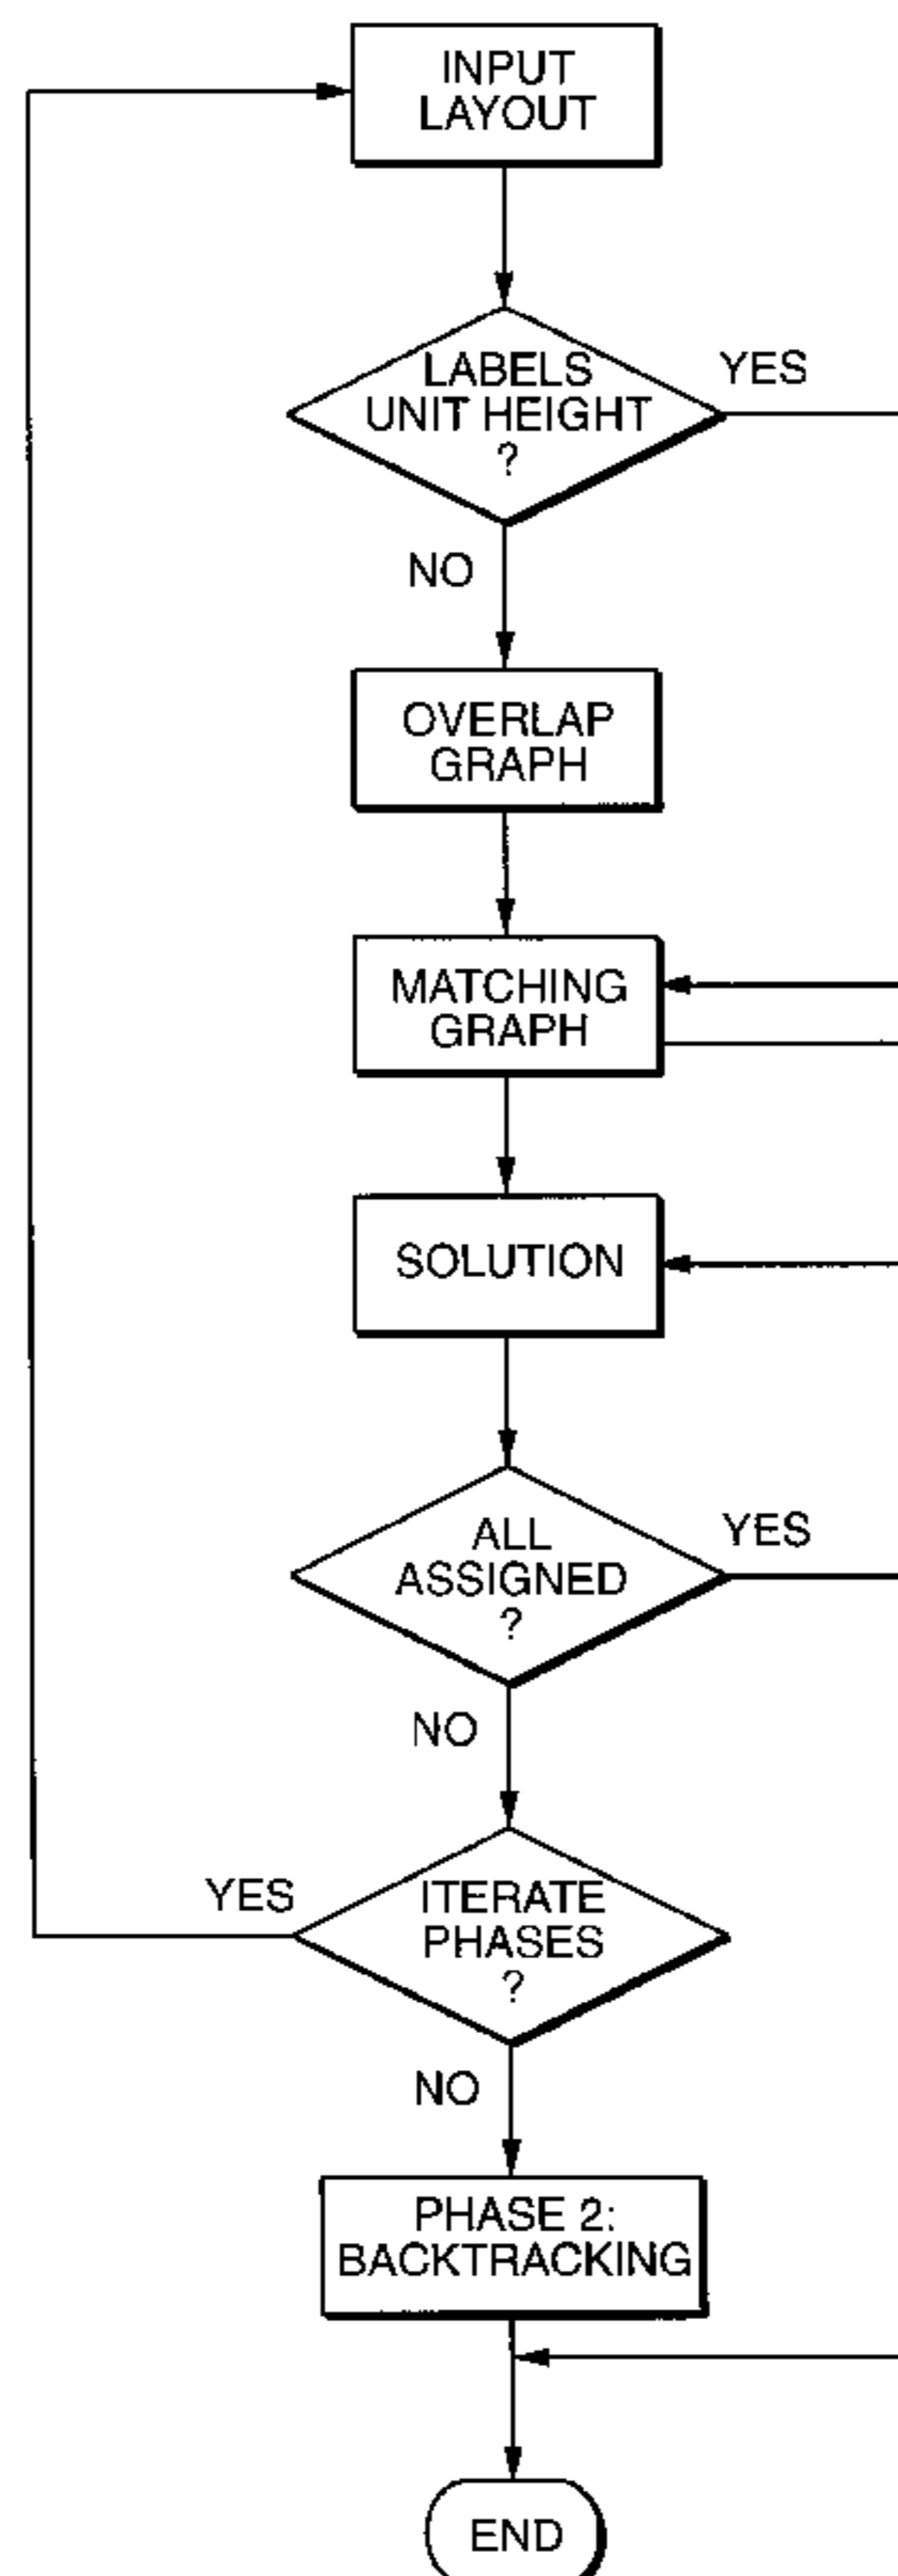 INPUT
LAYOUT
LABELS
UNIT HEIGHT
?
YES
NO
OVERLAP
GRAPH
MATCHING
GRAPH
SOLUTION
ALL
ASSIGNED
?
YES
NO
ITERATE
PHASES
?
YES
NO
PHASE 2:
BACKTRACKING
END